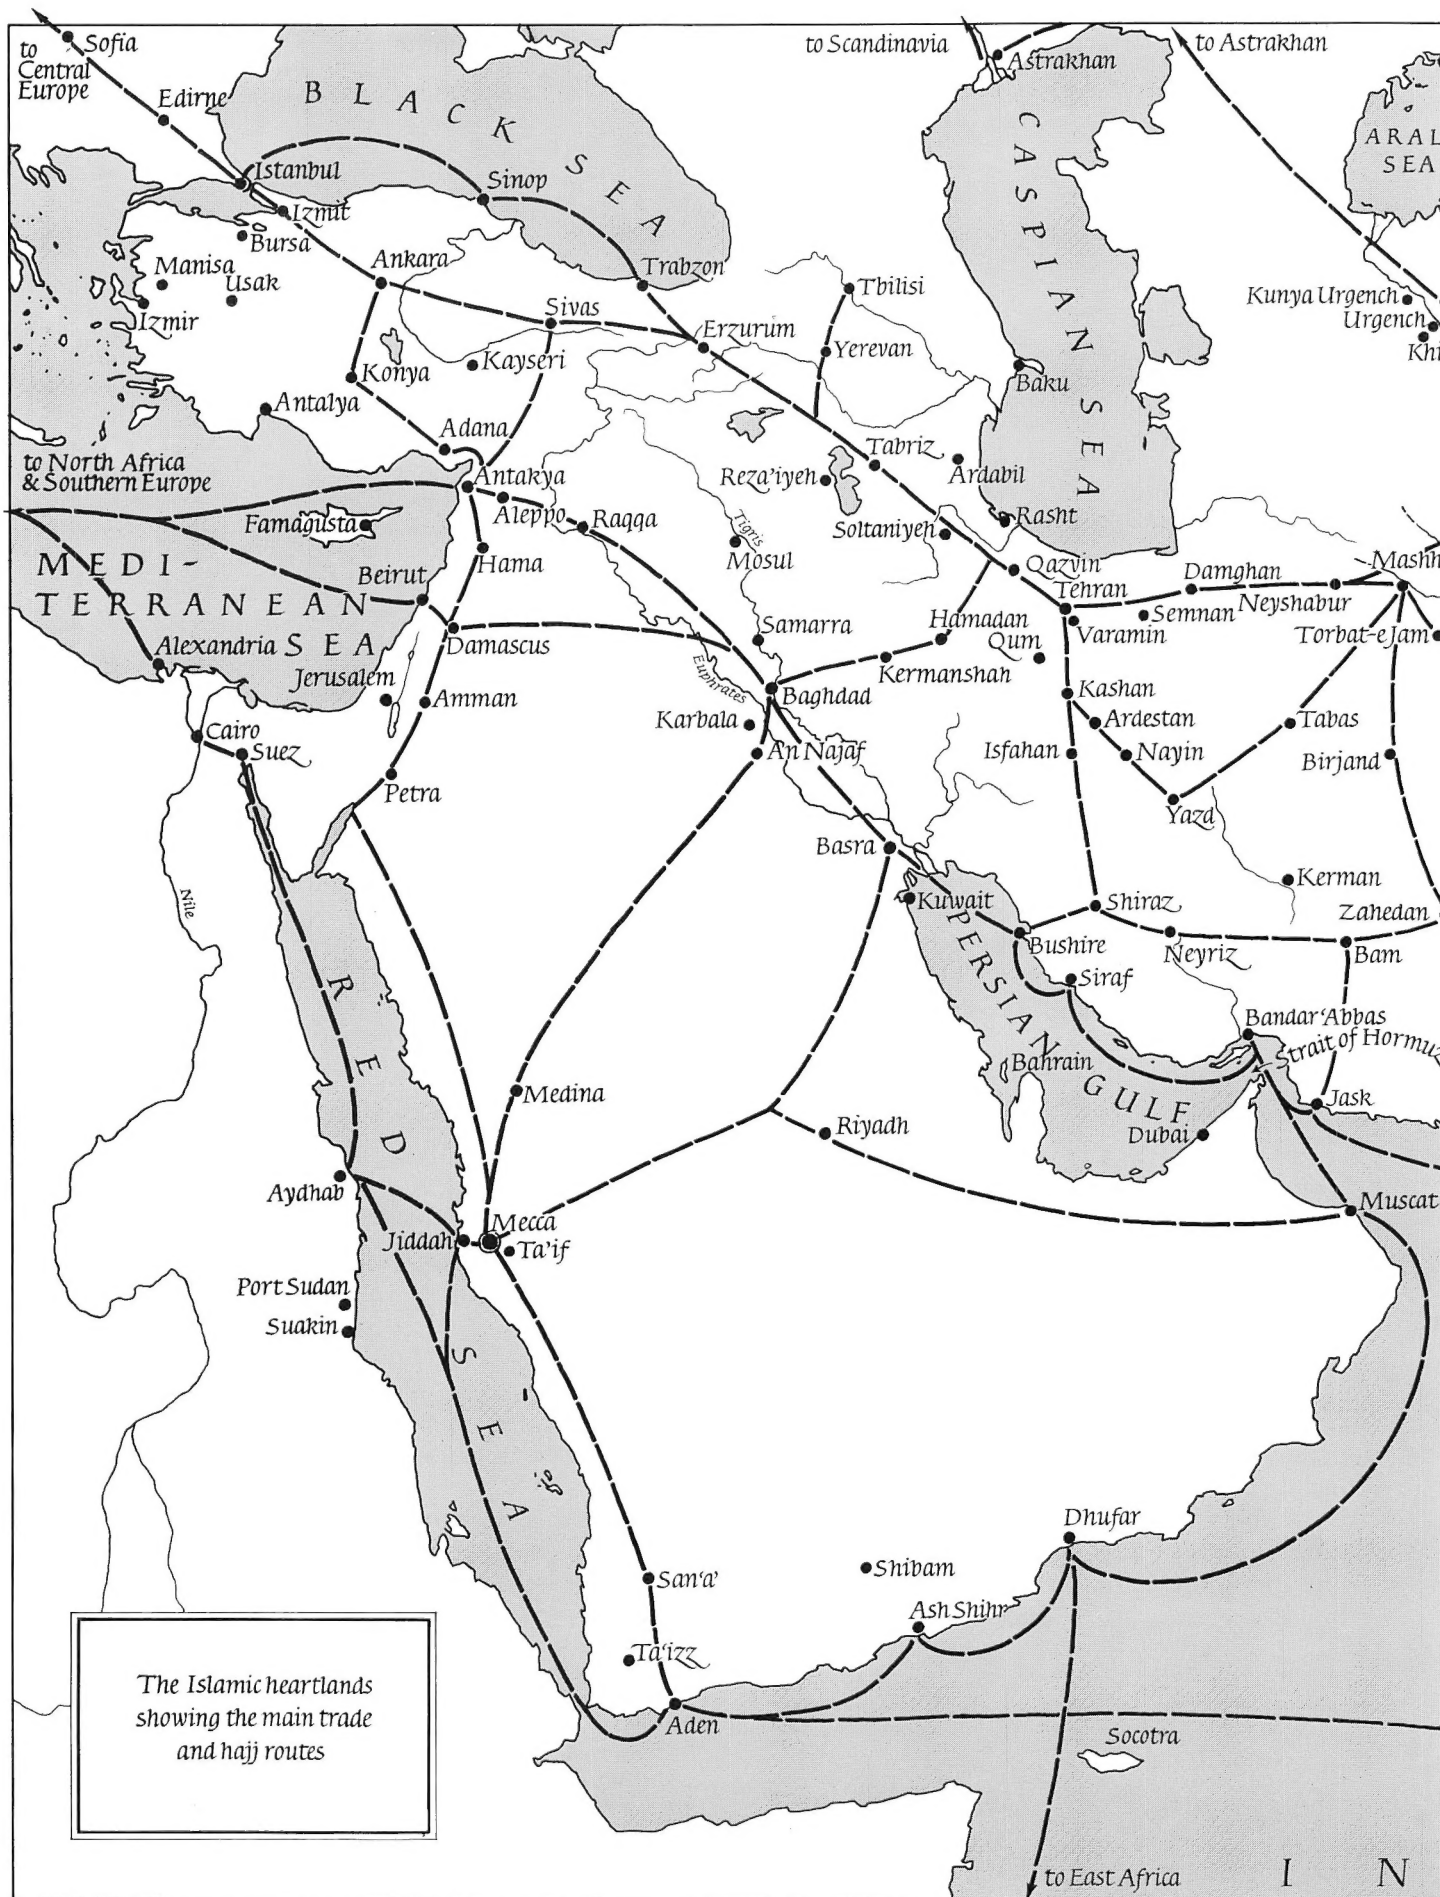 to
Central
Europe
Sofia
Edirne
BLACK SEA
to Scandinavia
Astrakhan
to Astrakhan
ARAL
SEA
CASPIAN SEA
Istanbul
Sinop
Izmit
Bursa
Manisa
Usak
Izmir
Ankara
Trabzon
Tbilisi
Kunya Urgench
Urgench
Khi
Sivas
Erzurum
Yerevan
Konya
Kayseri
Baku
Antalya
Adana
Tabriz
Ardabil
to North Africa
& Southern Europe
Antakya
Reza'iyeh
Famagusta
Aleppo
Raqqa
Tigris
Soltaniyeh
Rasht
Mosul
Hama
MEDI-
TERRANEAN
SEA
Beirut
Qazvin
Tehran
Damghan
Mashh
Neyshabur
Semnan
Varamin
Torbat-e Jam
Hamadan
Qum
Samarra
Damascus
Alexandria
Jerusalem
Amman
Euphrates
Kermanshah
Baghdad
Kashan
Karbala
Ardestan
Tabas
Cairo
Suez
An Najaf
Isfahan
Nayin
Birjand
Petra
Yazd
Basra
Nile
Kuwait
Shiraz
Kerman
Zahedan
Bushire
Neyriz
Bam
Siraf
PERSIAN GULF
Bandar 'Abbas
Strait of Hormuz
RED SEA
Bahrain
Medina
Jask
Riyadh
Dubai
Aydhab
Muscat
Mecca
Jiddah
Ta'if
Port Sudan
Suakin
Dhufar
Shibam
San'a'
Ash Shihr
Ta'izz
Aden
Socotra
The Islamic heartlands
showing the main trade
and hajj routes
to East Africa
I N